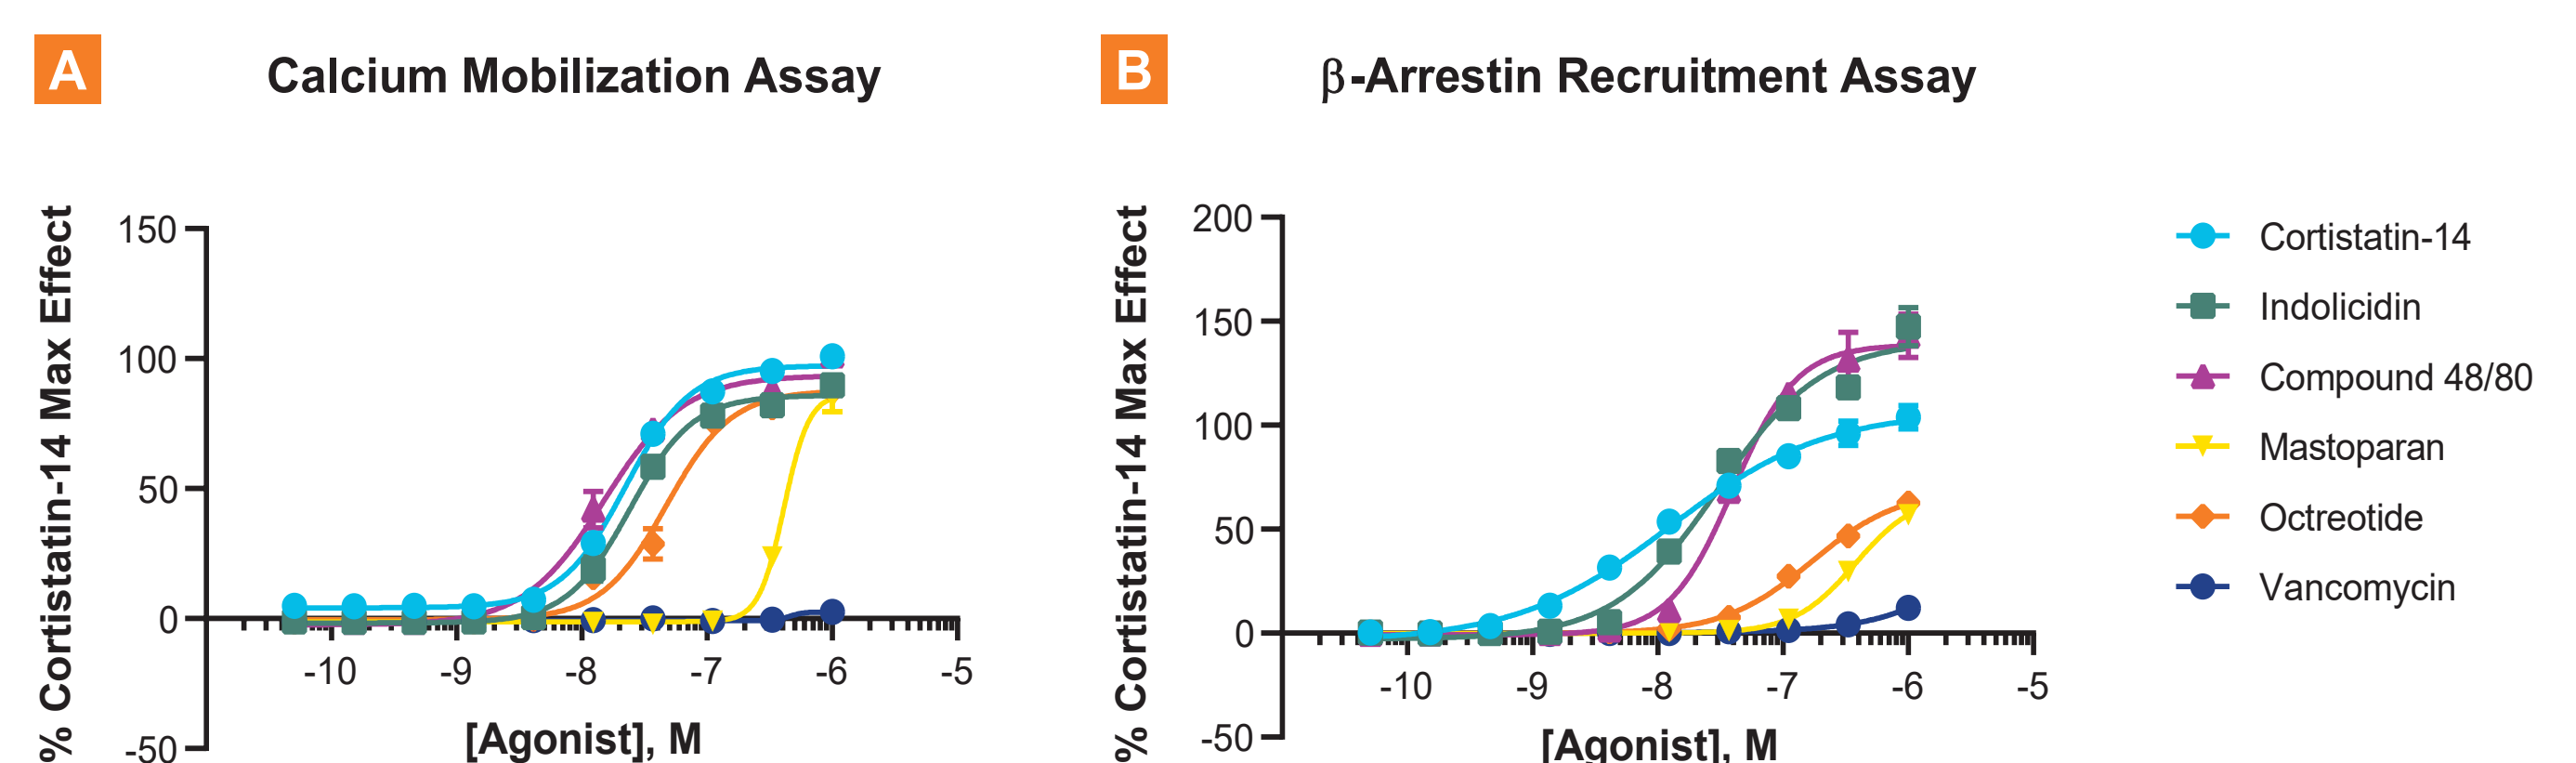 A
Calcium Mobilization Assay
% Cortistatin-14 Max Effect
150
100
50
0
-50
-10 -9 -8 -7 -6 -5
[Agonist], M
B
β-Arrestin Recruitment Assay
% Cortistatin-14 Max Effect
200
150
100
50
0
-50
-10 -9 -8 -7 -6 -5
[Agonist], M
Cortistatin-14
Indolicidin
Compound 48/80
Mastoparan
Octreotide
Vancomycin